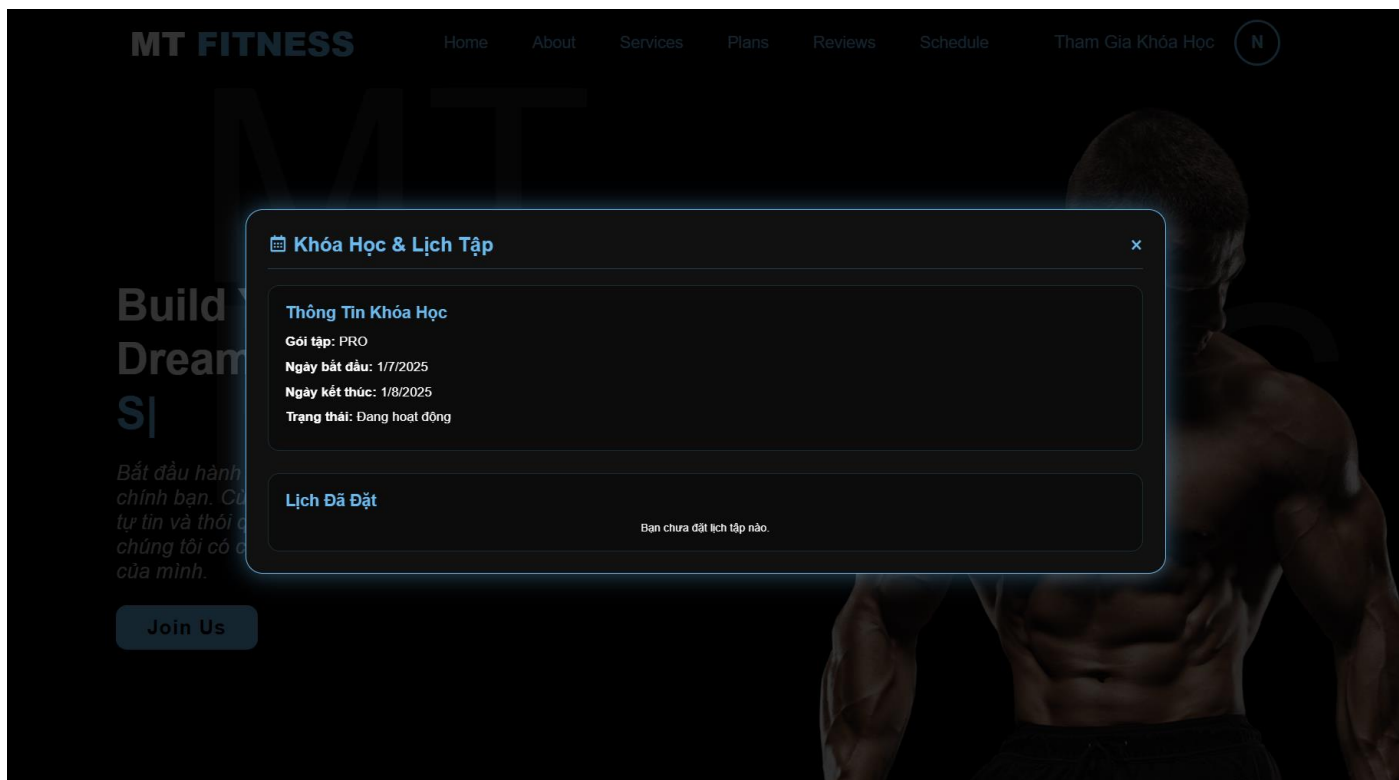 MT FITNESS
Home
About
Services
Plans
Reviews
Schedule
Tham Gia Khóa Học
N
MT
Khóa Học & Lịch Tập
×
Thông Tin Khóa Học
Gói tập: PRO
Ngày bắt đầu: 1/7/2025
Ngày kết thúc: 1/8/2025
Trạng thái: Đang hoạt động
Lịch Đã Đặt
Bạn chưa đặt lịch tập nào.
Build
Dream
S|
Bắt đầu hành
chính bạn.
tự tin và thói
chúng tôi có
của mình.
Join Us